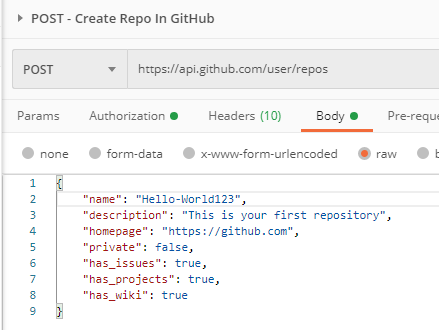 POST - Create Repo In GitHub
POST https://api.github.com/user/repos
Params Authorization Headers (10) Body Pre-reque
none form-data x-www-form-urlencoded raw b
1 {
2 "name": "Hello-World123",
3 "description": "This is your first repository",
4 "homepage": "https://github.com",
5 "private": false,
6 "has_issues": true,
7 "has_projects": true,
8 "has_wiki": true
9 }